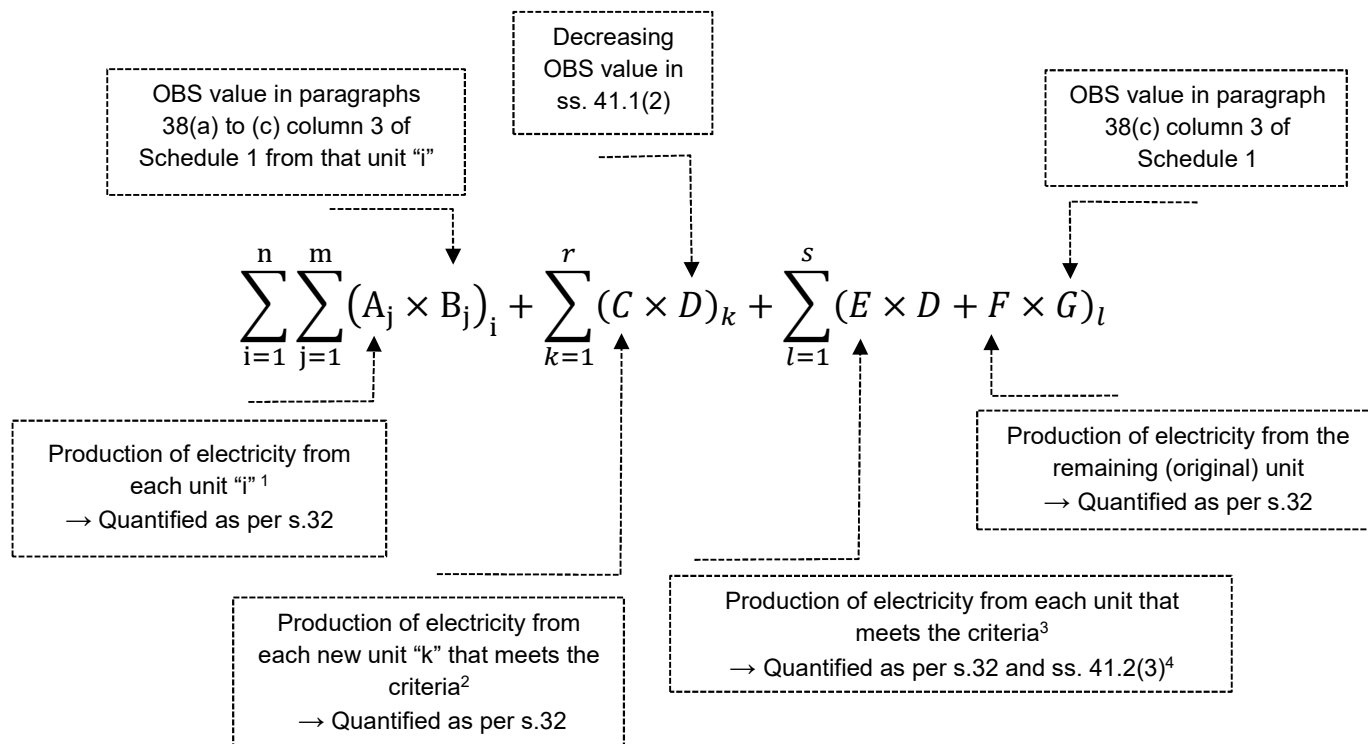 Decreasing
OBS value in
ss. 41.1(2)
OBS value in paragraphs
38(a) to (c) column 3 of
Schedule 1 from that unit “i”
OBS value in paragraph
38(c) column 3 of
Schedule 1
n m r s
∑ ∑ (Aⱼ × Bⱼ)ᵢ + ∑ (C × D)ₖ + ∑ (E × D + F × G)ₗ
i=1 j=1 k=1 l=1
Production of electricity from
each unit “i” ¹
→ Quantified as per s.32
Production of electricity from the
remaining (original) unit
→ Quantified as per s.32
Production of electricity from
each new unit “k” that meets the
criteria²
→ Quantified as per s.32
Production of electricity from each unit that
meets the criteria³
→ Quantified as per s.32 and ss. 41.2(3)⁴